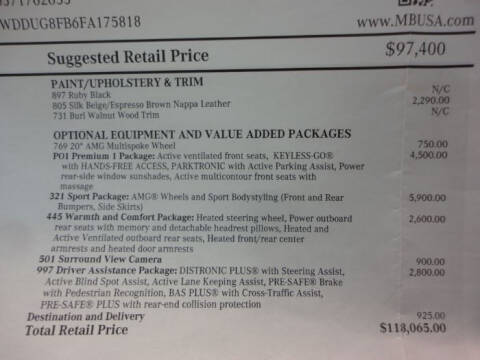 WDDUG8FB6FA175818
www.MBUSA.com
Suggested Retail Price $97,400
PAINT/UPHOLSTERY & TRIM
897 Ruby Black N/C
805 Silk Beige/Espresso Brown Nappa Leather 2,290.00
731 Burl Walnut Wood Trim N/C
OPTIONAL EQUIPMENT AND VALUE ADDED PACKAGES
769 20" AMG Multispoke Wheel 750.00
P01 Premium 1 Package: Active ventilated front seats, KEYLESS-GO® 4,500.00
with HANDS-FREE ACCESS, PARKTRONIC with Active Parking Assist, Power
rear-side window sunshades, Active multicontour front seats with
massage
321 Sport Package: AMG® Wheels and Sport Bodystyling (Front and Rear 5,900.00
Bumpers, Side Skirts)
445 Warmth and Comfort Package: Heated steering wheel, Power outboard 2,600.00
rear seats with memory and detachable headrest pillows, Heated and
Active Ventilated outboard rear seats, Heated front/rear center
armrests and heated door armrests
501 Surround View Camera 900.00
997 Driver Assistance Package: DISTRONIC PLUS® with Steering Assist, 2,800.00
Active Blind Spot Assist, Active Lane Keeping Assist, PRE-SAFE® Brake
with Pedestrian Recognition, BAS PLUS® with Cross-Traffic Assist,
PRE-SAFE® PLUS with rear-end collision protection
Destination and Delivery 925.00
Total Retail Price $118,065.00